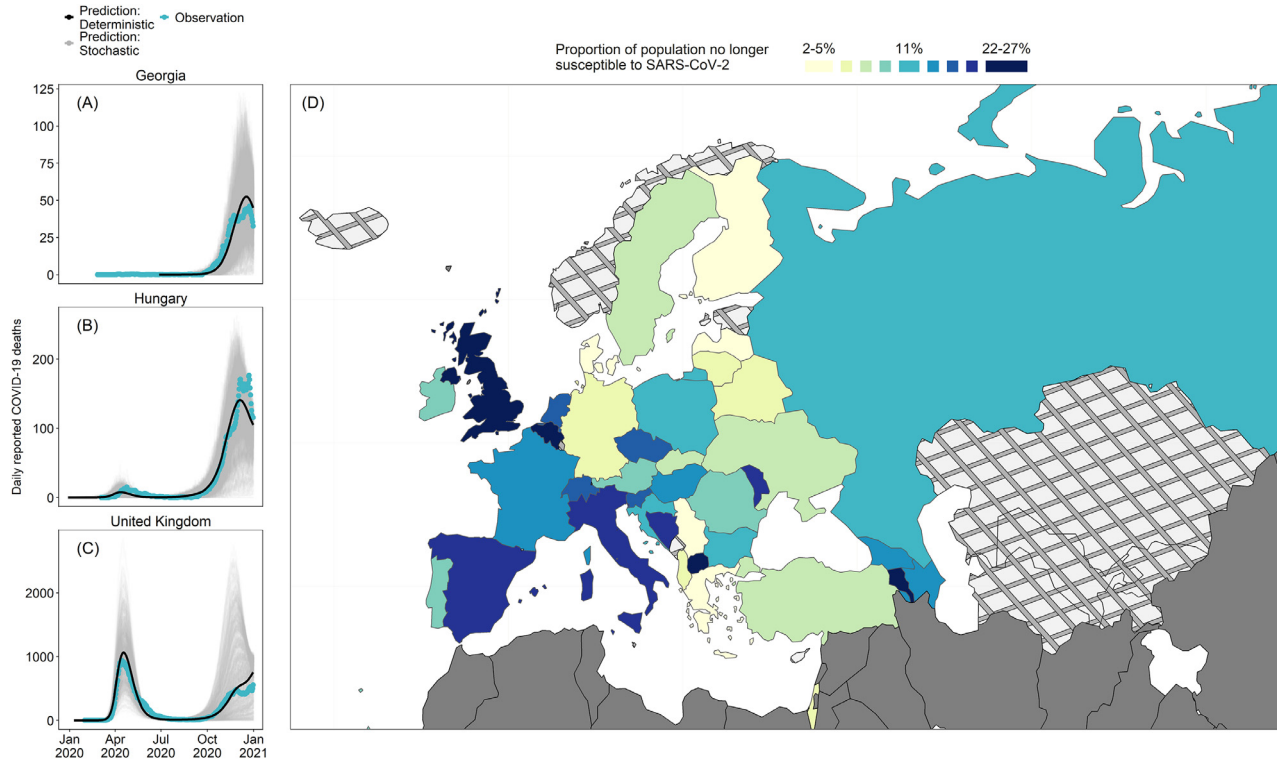 Prediction:
Deterministic
Observation
Prediction:
Stochastic
Proportion of population no longer
susceptible to SARS-CoV-2
2-5%
11%
22-27%
Daily reported COVID-19 deaths
Georgia
(A)
125
100
75
50
25
0
Hungary
(B)
200
100
0
United Kingdom
(C)
2000
1000
0
Jan
2020
Apr
2020
Jul
2020
Oct
2020
Jan
2021
(D)